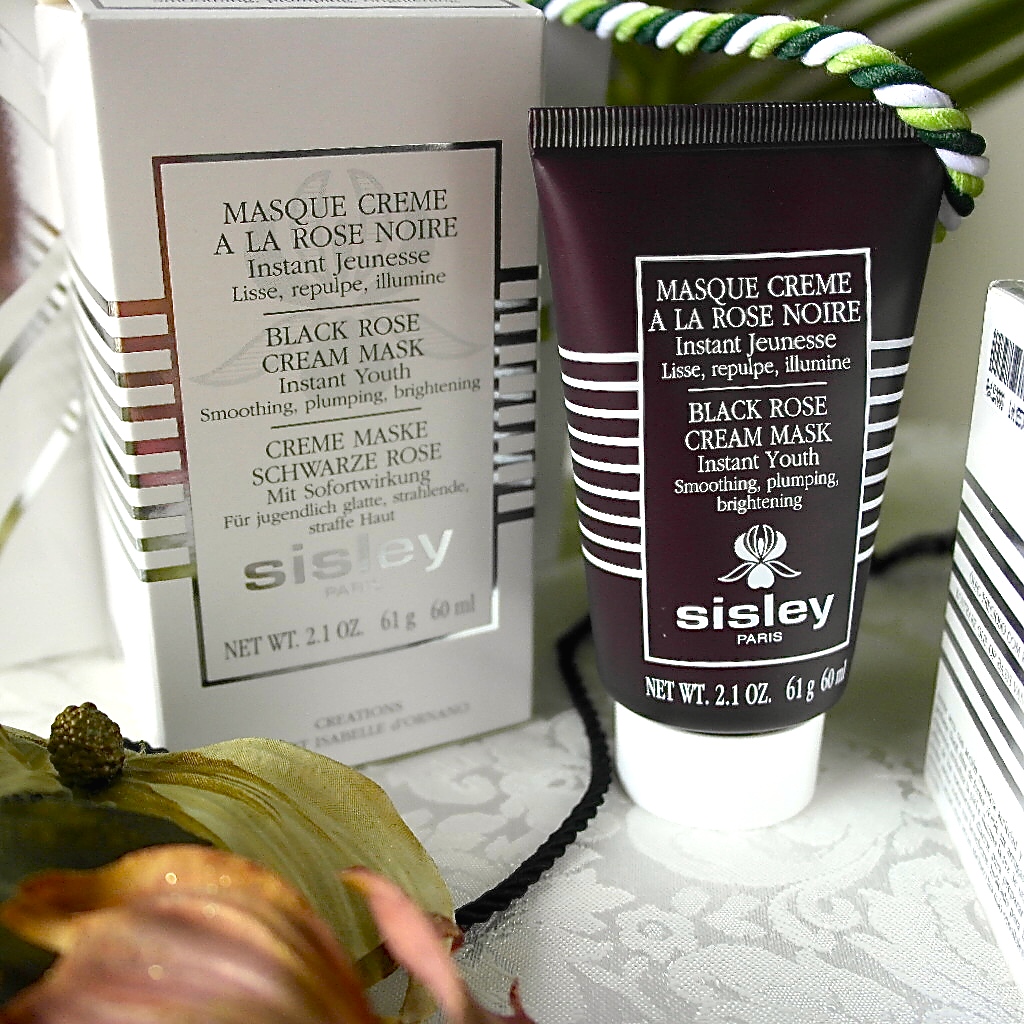 MASQUE CREME
A LA ROSE NOIRE
Instant Jeunesse
Lisse, repulpe, illumine
BLACK ROSE
CREAM MASK
Instant Youth
Smoothing, plumping, brightening
CREME MASKE
SCHWARZE ROSE
Mit Sofortwirkung
Für jugendlich glatte, strahlende,
straffe Haut
sisley
PARIS
NET WT. 2.1 OZ. 61 g 60 ml
CREATIONS
ET ISABELLE d'ORNANO
MASQUE CREME
A LA ROSE NOIRE
Instant Jeunesse
Lisse, repulpe, illumine
BLACK ROSE
CREAM MASK
Instant Youth
Smoothing, plumping,
brightening
sisley
PARIS
NET WT. 2.1 OZ. 61 g 60 ml